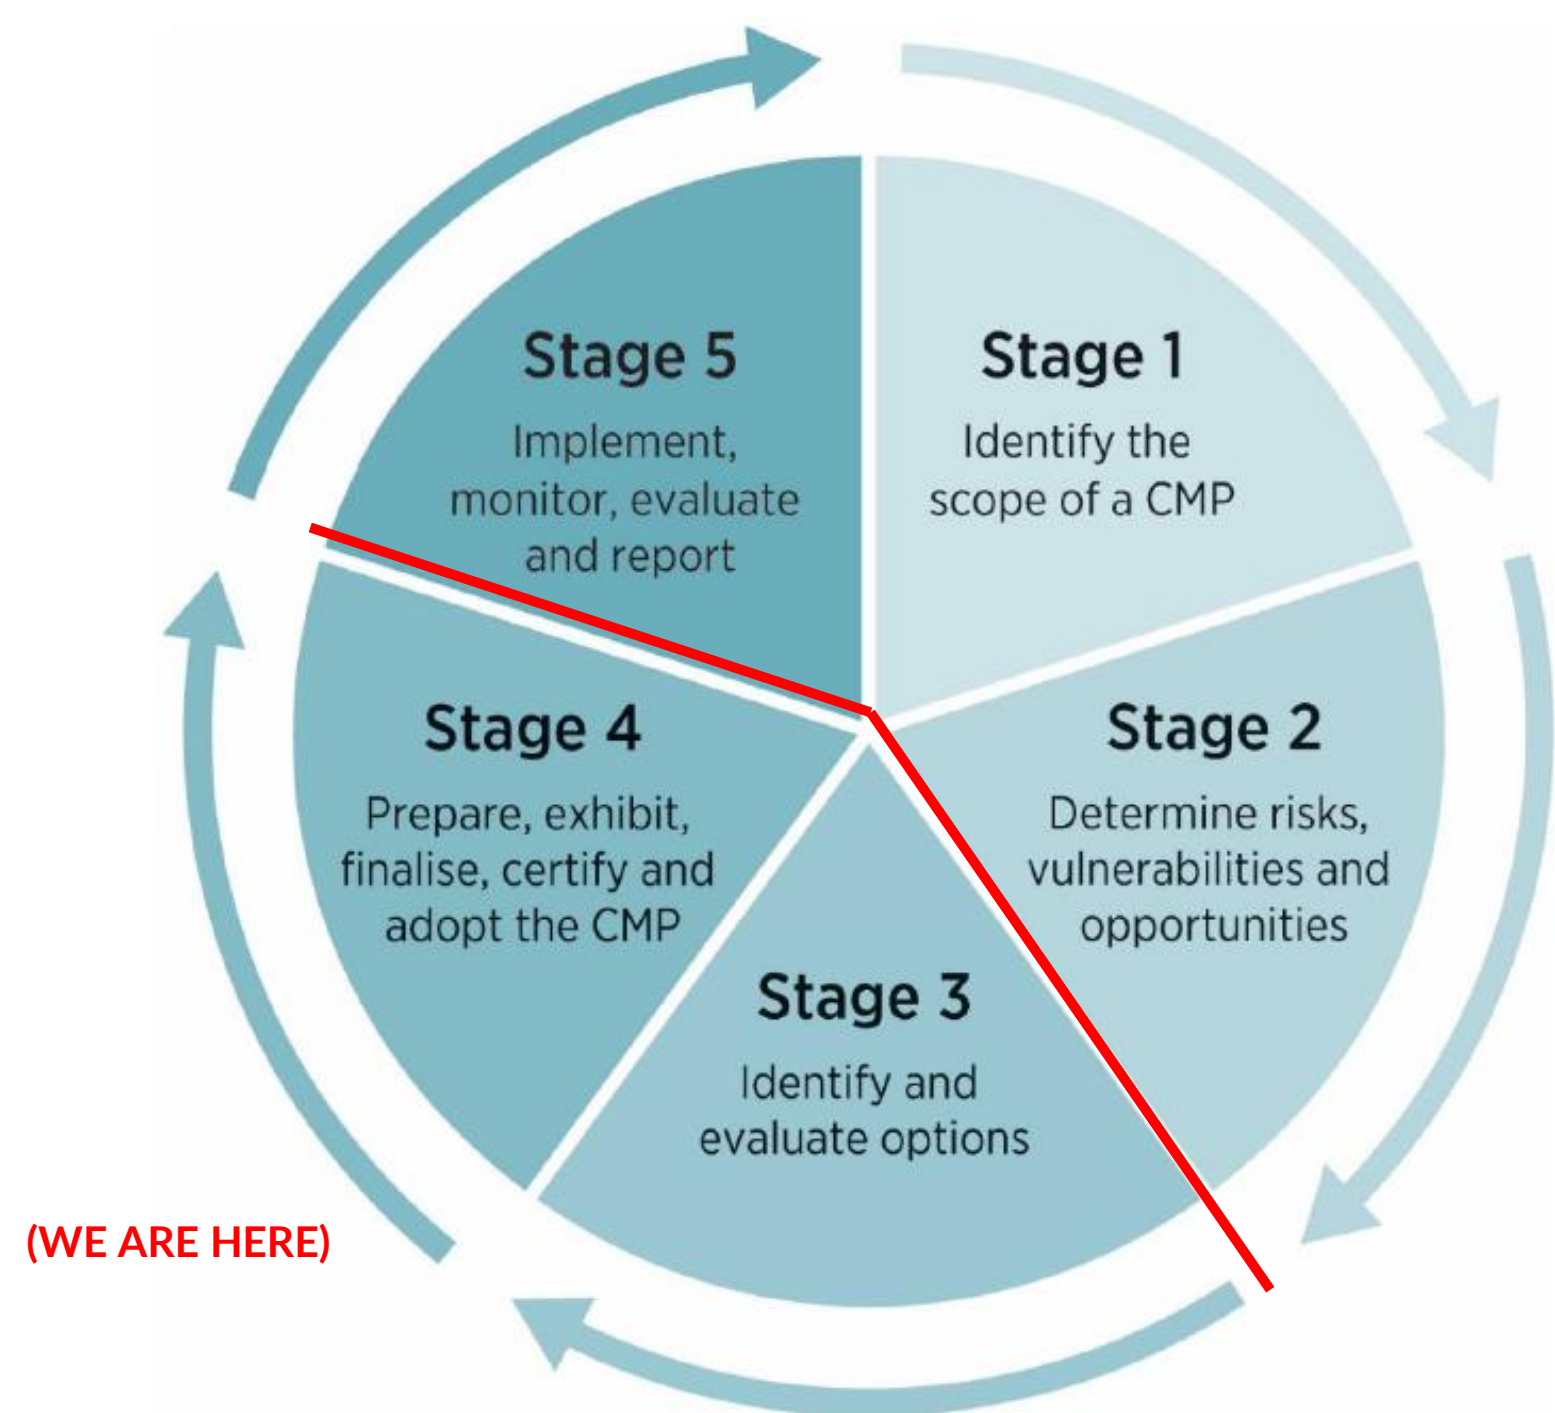 Stage 1
Identify the
scope of a CMP
Stage 2
Determine risks,
vulnerabilities and
opportunities
Stage 3
Identify and
evaluate options
Stage 4
Prepare, exhibit,
finalise, certify and
adopt the CMP
Stage 5
Implement,
monitor, evaluate
and report
(WE ARE HERE)